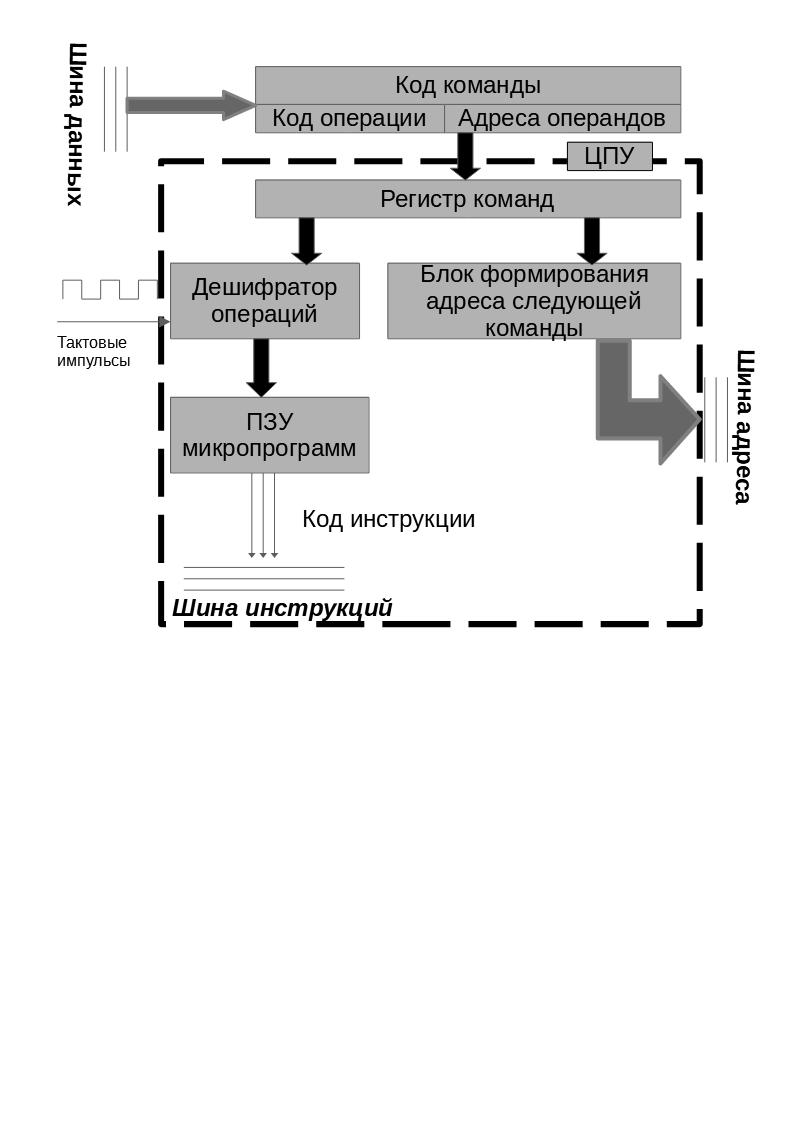 Шина данных
Код команды
Код операции
Адреса операндов
ЦПУ
Регистр команд
Дешифратор
операций
Блок формирования
адреса следующей
команды
Тактовые
импульсы
Шина адреса
ПЗУ
микропрограмм
Код инструкции
Шина инструкций